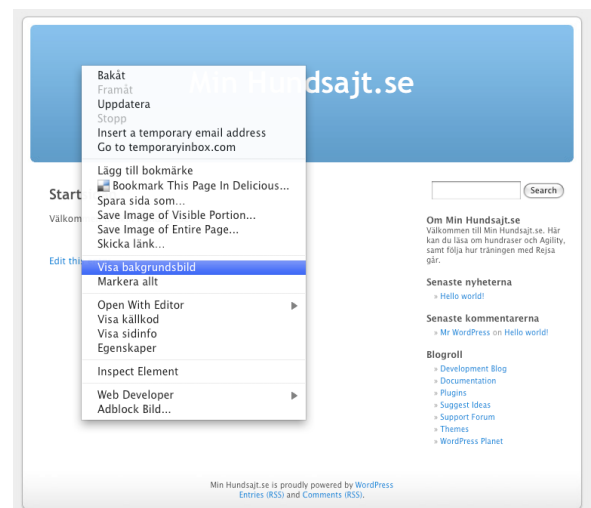 Min Hundsajt.se
Bakåt
Framåt
Uppdatera
Stopp
Insert a temporary email address
Go to temporaryinbox.com
Lägg till bokmärke
Bookmark This Page In Delicious...
Spara sida som...
Save Image of Visible Portion...
Save Image of Entire Page...
Skicka länk...
Visa bakgrundsbild
Markera allt
Open With Editor
Visa källkod
Visa sidinfo
Egenskaper
Inspect Element
Web Developer
Adblock Bild...
Start
Välkom
Edit this
Search
Om Min Hundsajt.se
Välkommen till Min Hundsajt.se. Här
kan du läsa om hundraser och Agility,
samt följa hur träningen med Rejsa
går.
Senaste nyheterna
» Hello world!
Senaste kommentarerna
» Mr WordPress on Hello world!
Blogroll
» Development Blog
» Documentation
» Plugins
» Suggest Ideas
» Support Forum
» Themes
» WordPress Planet
Min Hundsajt.se is proudly powered by WordPress
Entries (RSS) and Comments (RSS).